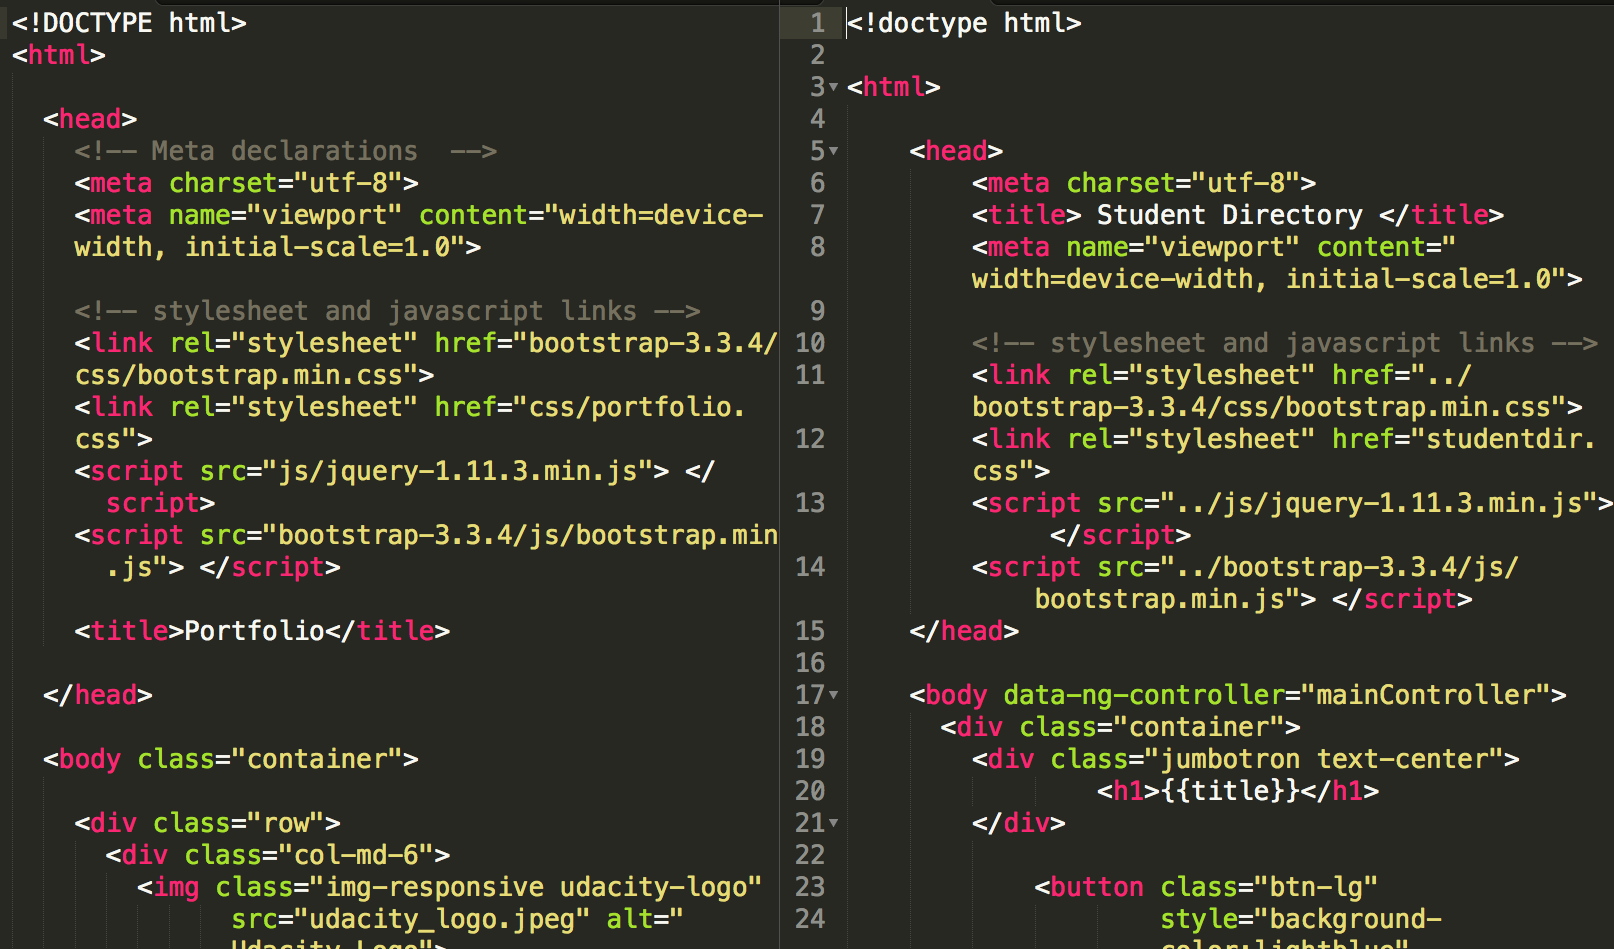 <!DOCTYPE html>
<html>
<head>
<!-- Meta declarations  -->
<meta charset="utf-8">
<meta name="viewport" content="width=device-
width, initial-scale=1.0">
<!-- stylesheet and javascript links -->
<link rel="stylesheet" href="bootstrap-3.3.4/
css/bootstrap.min.css">
<link rel="stylesheet" href="css/portfolio.
css">
<script src="js/jquery-1.11.3.min.js"> </
script>
<script src="bootstrap-3.3.4/js/bootstrap.min
.js"> </script>
<title>Portfolio</title>
</head>
<body class="container">
<div class="row">
<div class="col-md-6">
<img class="img-responsive udacity-logo"
src="udacity_logo.jpeg" alt="
Udacity Logo">
1 <!doctype html>
2
3 <html>
4
5 <head>
6 <meta charset="utf-8">
7 <title> Student Directory </title>
8 <meta name="viewport" content="
width=device-width, initial-scale=1.0">
9
10 <!-- stylesheet and javascript links -->
11 <link rel="stylesheet" href="../
bootstrap-3.3.4/css/bootstrap.min.css">
12 <link rel="stylesheet" href="studentdir.
css">
13 <script src="../js/jquery-1.11.3.min.js">
</script>
14 <script src="../bootstrap-3.3.4/js/
bootstrap.min.js"> </script>
15 </head>
16
17 <body data-ng-controller="mainController">
18 <div class="container">
19 <div class="jumbotron text-center">
20 <h1>{{title}}</h1>
21 </div>
22
23 <button class="btn-lg"
24 style="background-
color:lightblue"